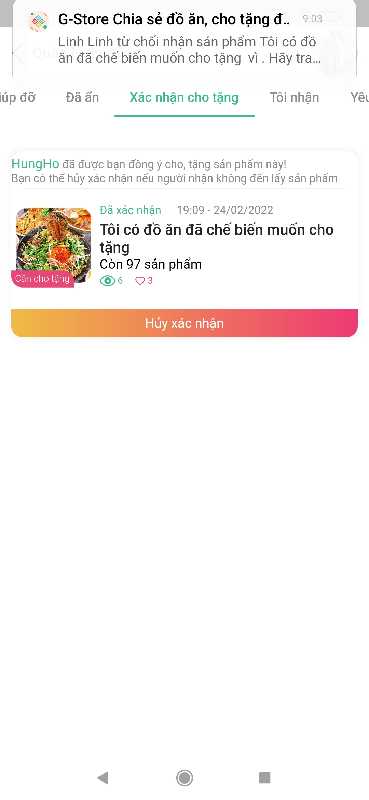 G-Store Chia sẻ đồ ăn, cho tặng đ..
9:03
Linh Linh từ chối nhận sản phẩm Tôi có đồ
ăn đã chế biến muốn cho tặng vì . Hãy tra...
iúp đỡ Đã ẩn Xác nhận cho tặng Tôi nhận Yêu
HungHo đã được bạn đồng ý cho, tặng sản phẩm này!
Bạn có thể hủy xác nhận nếu người nhận không đến lấy sản phẩm
Đã xác nhận 19:09 - 24/02/2022
Tôi có đồ ăn đã chế biến muốn cho
tặng
Còn 97 sản phẩm
Cần cho tặng
6 3
Hủy xác nhận